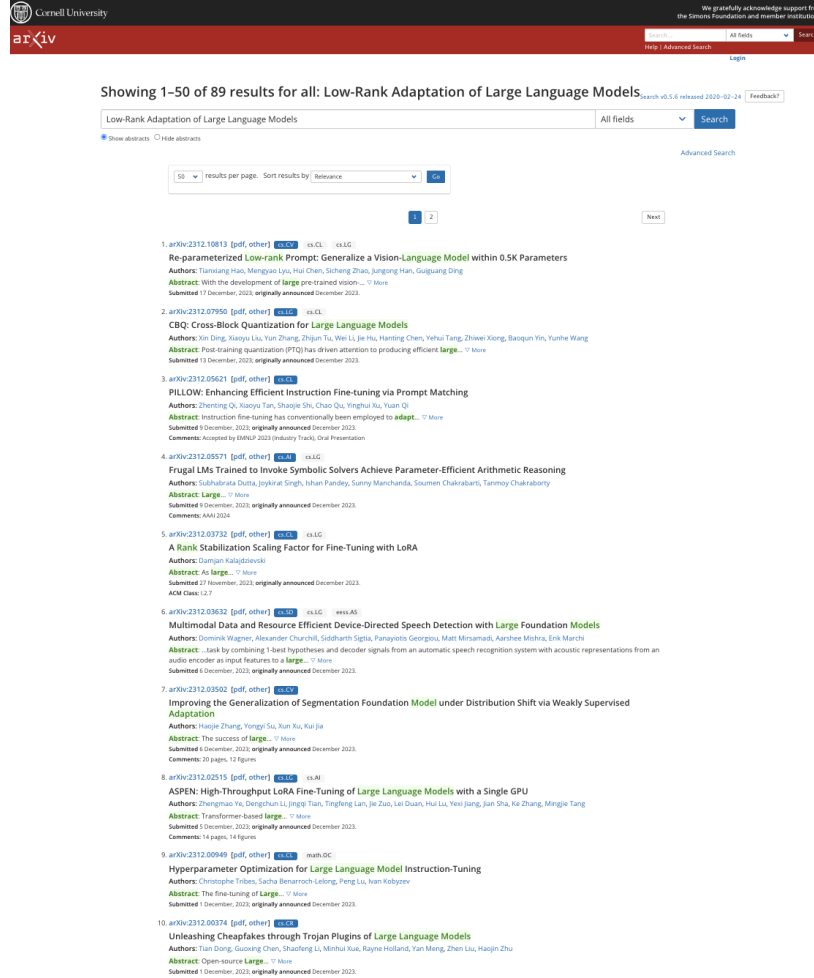 Cornell University
We gratefully acknowledge support fr
the Simons Foundation and member institutio
arXiv
Search...
All fields
Searc
Help | Advanced Search
Login
Showing 1–50 of 89 results for all: Low-Rank Adaptation of Large Language Models
Search v0.5.6 released 2020-02-24
Feedback?
Low-Rank Adaptation of Large Language Models
All fields
Search
Show abstracts Hide abstracts
Advanced Search
50 results per page. Sort results by Relevance Go
1 2 Next
1. arXiv:2312.10813 [pdf, other] cs.CV cs.CL cs.LG
Re-parameterized Low-rank Prompt: Generalize a Vision-Language Model within 0.5K Parameters
Authors: Tianxiang Hao, Mengyao Lyu, Hui Chen, Sicheng Zhao, Jungong Han, Guiguang Ding
Abstract: With the development of large pre-trained vision-… ▽ More
Submitted 17 December, 2023; originally announced December 2023.
2. arXiv:2312.07950 [pdf, other] cs.LG cs.CL
CBQ: Cross-Block Quantization for Large Language Models
Authors: Xin Ding, Xiaoyu Liu, Yun Zhang, Zhijun Tu, Wei Li, Jie Hu, Hanting Chen, Yehui Tang, Zhiwei Xiong, Baoqun Yin, Yunhe Wang
Abstract: Post-training quantization (PTQ) has driven attention to producing efficient large… ▽ More
Submitted 13 December, 2023; originally announced December 2023.
3. arXiv:2312.05621 [pdf, other] cs.CL
PILLOW: Enhancing Efficient Instruction Fine-tuning via Prompt Matching
Authors: Zhenting Qi, Xiaoyu Tan, Shaojie Shi, Chao Qu, Yinghui Xu, Yuan Qi
Abstract: Instruction fine-tuning has conventionally been employed to adapt… ▽ More
Submitted 9 December, 2023; originally announced December 2023.
Comments: Accepted by EMNLP 2023 (Industry Track), Oral Presentation
4. arXiv:2312.05571 [pdf, other] cs.AI cs.LG
Frugal LMs Trained to Invoke Symbolic Solvers Achieve Parameter-Efficient Arithmetic Reasoning
Authors: Subhabrata Dutta, Joykirat Singh, Ishan Pandey, Sunny Manchanda, Soumen Chakrabarti, Tanmoy Chakraborty
Abstract: Large… ▽ More
Submitted 9 December, 2023; originally announced December 2023.
Comments: AAAI 2024
5. arXiv:2312.03732 [pdf, other] cs.CL cs.LG
A Rank Stabilization Scaling Factor for Fine-Tuning with LoRA
Authors: Damjan Kalajdzievski
Abstract: As large… ▽ More
Submitted 27 November, 2023; originally announced December 2023.
ACM Class: I.2.7
6. arXiv:2312.03632 [pdf, other] cs.SD cs.LG eess.AS
Multimodal Data and Resource Efficient Device-Directed Speech Detection with Large Foundation Models
Authors: Dominik Wagner, Alexander Churchill, Siddharth Sigtia, Panayiotis Georgiou, Matt Mirsamadi, Aarshee Mishra, Erik Marchi
Abstract: …task by combining 1-best hypotheses and decoder signals from an automatic speech recognition system with acoustic representations from an
audio encoder as input features to a large… ▽ More
Submitted 6 December, 2023; originally announced December 2023.
7. arXiv:2312.03502 [pdf, other] cs.CV
Improving the Generalization of Segmentation Foundation Model under Distribution Shift via Weakly Supervised
Adaptation
Authors: Haojie Zhang, Yongyi Su, Xun Xu, Kui Jia
Abstract: The success of large… ▽ More
Submitted 6 December, 2023; originally announced December 2023.
Comments: 20 pages, 12 figures
8. arXiv:2312.02515 [pdf, other] cs.LG cs.AI
ASPEN: High-Throughput LoRA Fine-Tuning of Large Language Models with a Single GPU
Authors: Zhengmao Ye, Dengchun Li, Jingqi Tian, Tingfeng Lan, Jie Zuo, Lei Duan, Hui Lu, Yexi Jiang, Jian Sha, Ke Zhang, Mingjie Tang
Abstract: Transformer-based large… ▽ More
Submitted 5 December, 2023; originally announced December 2023.
Comments: 14 pages, 14 figures
9. arXiv:2312.00949 [pdf, other] cs.CL math.OC
Hyperparameter Optimization for Large Language Model Instruction-Tuning
Authors: Christophe Tribes, Sacha Benarroch-Lelong, Peng Lu, Ivan Kobyzev
Abstract: The fine-tuning of Large… ▽ More
Submitted 1 December, 2023; originally announced December 2023.
10. arXiv:2312.00374 [pdf, other] cs.CR
Unleashing Cheapfakes through Trojan Plugins of Large Language Models
Authors: Tian Dong, Guoxing Chen, Shaofeng Li, Minhui Xue, Rayne Holland, Yan Meng, Zhen Liu, Haojin Zhu
Abstract: Open-source Large… ▽ More
Submitted 1 December, 2023; originally announced December 2023.